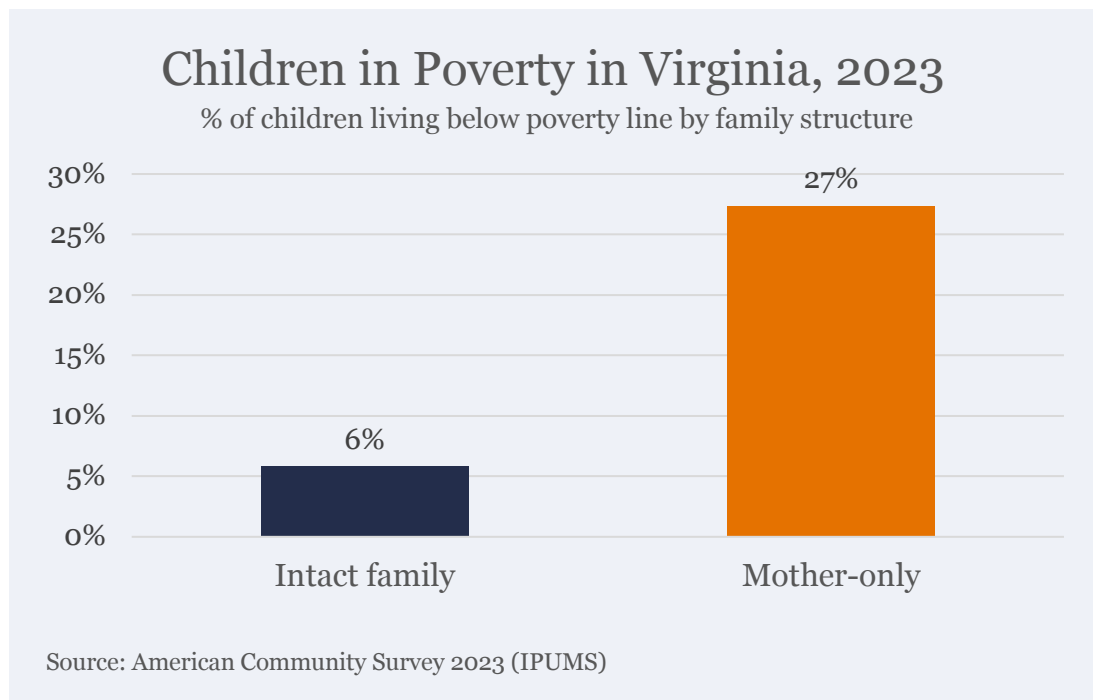 Children in Poverty in Virginia, 2023
% of children living below poverty line by family structure
30%
27%
25%
20%
15%
10%
6%
5%
0%
Intact family
Mother-only
Source: American Community Survey 2023 (IPUMS)